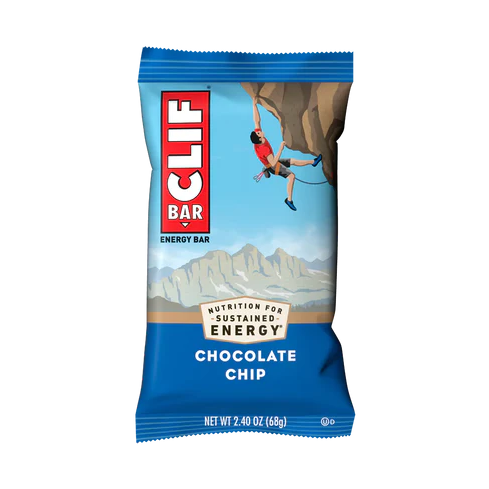 CLIF
BAR
ENERGY BAR
NUTRITION FOR
SUSTAINED
ENERGY®
CHOCOLATE
CHIP
NET WT 2.40 OZ (68g)
U D